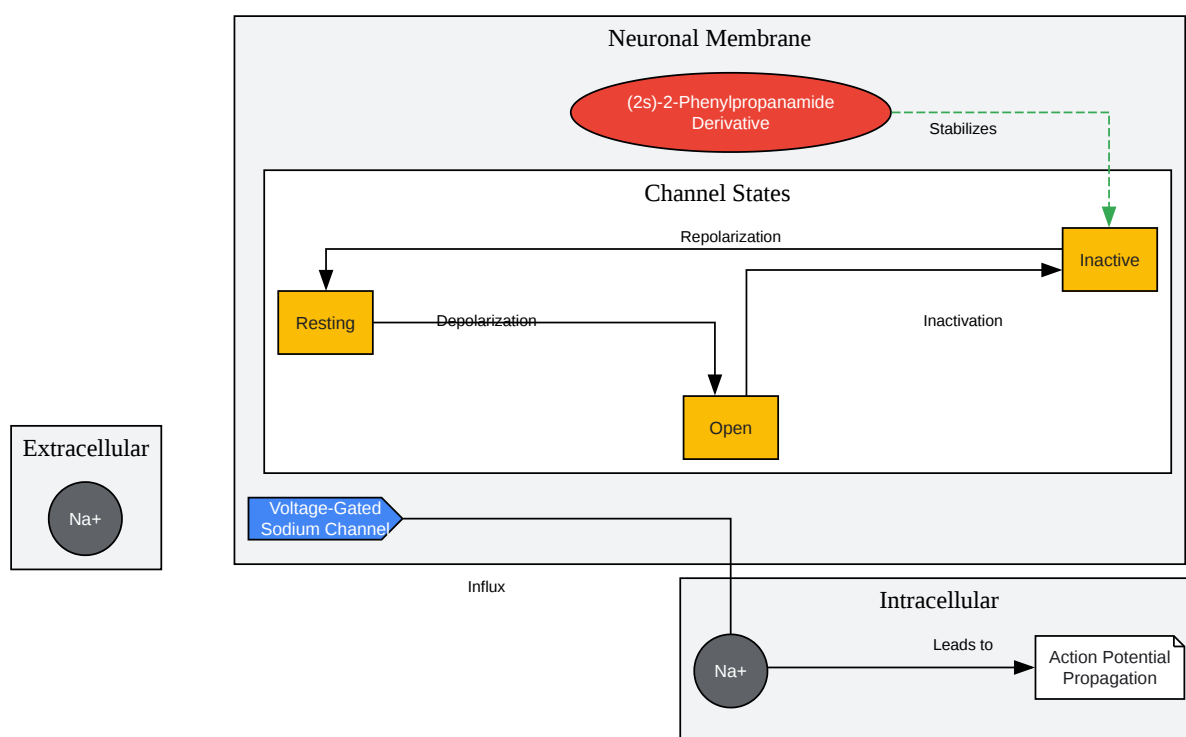 Neuronal Membrane
(2s)-2-Phenylpropanamide
Derivative
Stabilizes
Channel States
Repolarization
Inactive
Resting
Depolarization
Inactivation
Open
Extracellular
Na+
Voltage-Gated
Sodium Channel
Influx
Intracellular
Leads to
Na+
Action Potential
Propagation